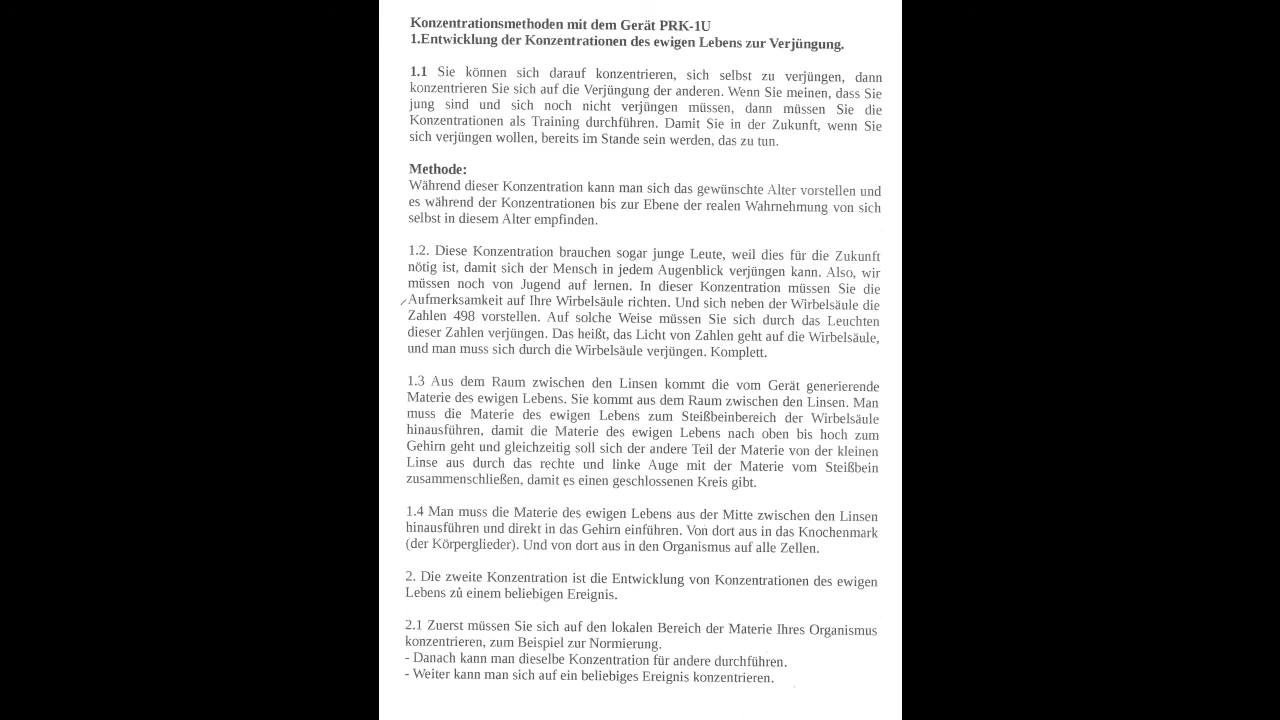 Konzentrationsmethoden mit dem Gerät PRK-1U
1.Entwicklung der Konzentrationen des ewigen Lebens zur Verjüngung.
1.1 Sie können sich darauf konzentrieren, sich selbst zu verjüngen, dann
konzentrieren Sie sich auf die Verjüngung der anderen. Wenn Sie meinen, dass Sie
jung sind und sich noch nicht verjüngen müssen, dann müssen Sie die
Konzentrationen als Training durchführen. Damit Sie in der Zukunft, wenn Sie
sich verjüngen wollen, bereits im Stande sein werden, das zu tun.
Methode:
Während dieser Konzentration kann man sich das gewünschte Alter vorstellen und
es während der Konzentrationen bis zur Ebene der realen Wahrnehmung von sich
selbst in diesem Alter empfinden.
1.2. Diese Konzentration brauchen sogar junge Leute, weil dies für die Zukunft
nötig ist, damit sich der Mensch in jedem Augenblick verjüngen kann. Also, wir
müssen noch von Jugend auf lernen. In dieser Konzentration müssen Sie die
Aufmerksamkeit auf Ihre Wirbelsäule richten. Und sich neben der Wirbelsäule die
Zahlen 498 vorstellen. Auf solche Weise müssen Sie sich durch das Leuchten
dieser Zahlen verjüngen. Das heißt, das Licht von Zahlen geht auf die Wirbelsäule,
und man muss sich durch die Wirbelsäule verjüngen. Komplett.
1.3 Aus dem Raum zwischen den Linsen kommt die vom Gerät generierende
Materie des ewigen Lebens. Sie kommt aus dem Raum zwischen den Linsen. Man
muss die Materie des ewigen Lebens zum Steißbeinbereich der Wirbelsäule
hinausführen, damit die Materie des ewigen Lebens nach oben bis hoch zum
Gehirn geht und gleichzeitig soll sich der andere Teil der Materie von der kleinen
Linse aus durch das rechte und linke Auge mit der Materie vom Steißbein
zusammenschließen, damit es einen geschlossenen Kreis gibt.
1.4 Man muss die Materie des ewigen Lebens aus der Mitte zwischen den Linsen
hinausführen und direkt in das Gehirn einführen. Von dort aus in das Knochenmark
(der Körperglieder). Und von dort aus in den Organismus auf alle Zellen.
2. Die zweite Konzentration ist die Entwicklung von Konzentrationen des ewigen
Lebens zu einem beliebigen Ereignis.
2.1 Zuerst müssen Sie sich auf den lokalen Bereich der Materie Ihres Organismus
konzentrieren, zum Beispiel zur Normierung.
- Danach kann man dieselbe Konzentration für andere durchführen.
- Weiter kann man sich auf ein beliebiges Ereignis konzentrieren.